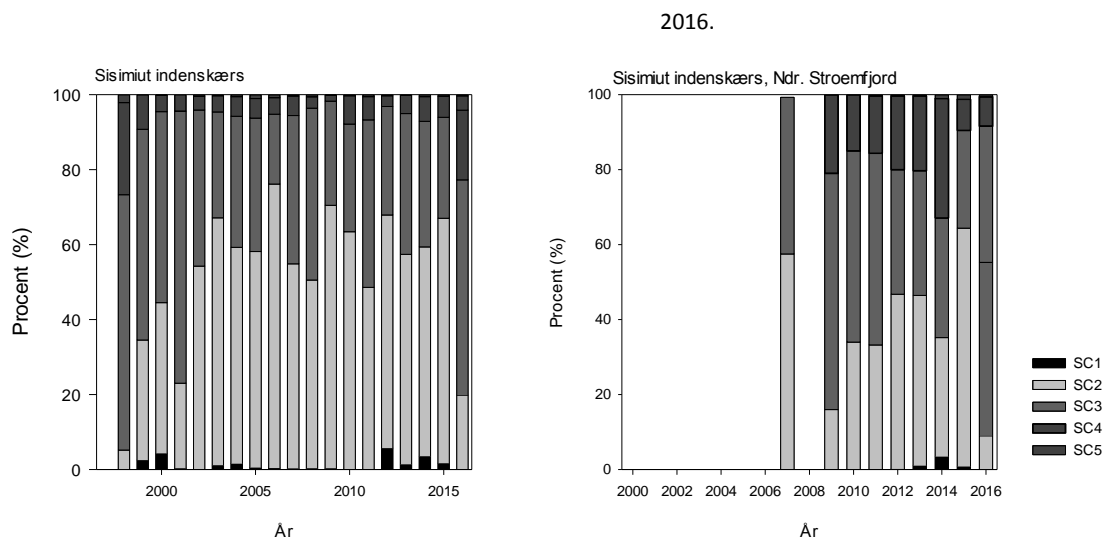 2016.
Sisimiut indenskærs
100
80
60
40
20
0
Procent (%)
2000 2005 2010 2015
År
Sisimiut indenskærs, Ndr. Stroemfjord
100
80
60
40
20
0
Procent (%)
2000 2002 2004 2006 2008 2010 2012 2014 2016
År
SC1
SC2
SC3
SC4
SC5